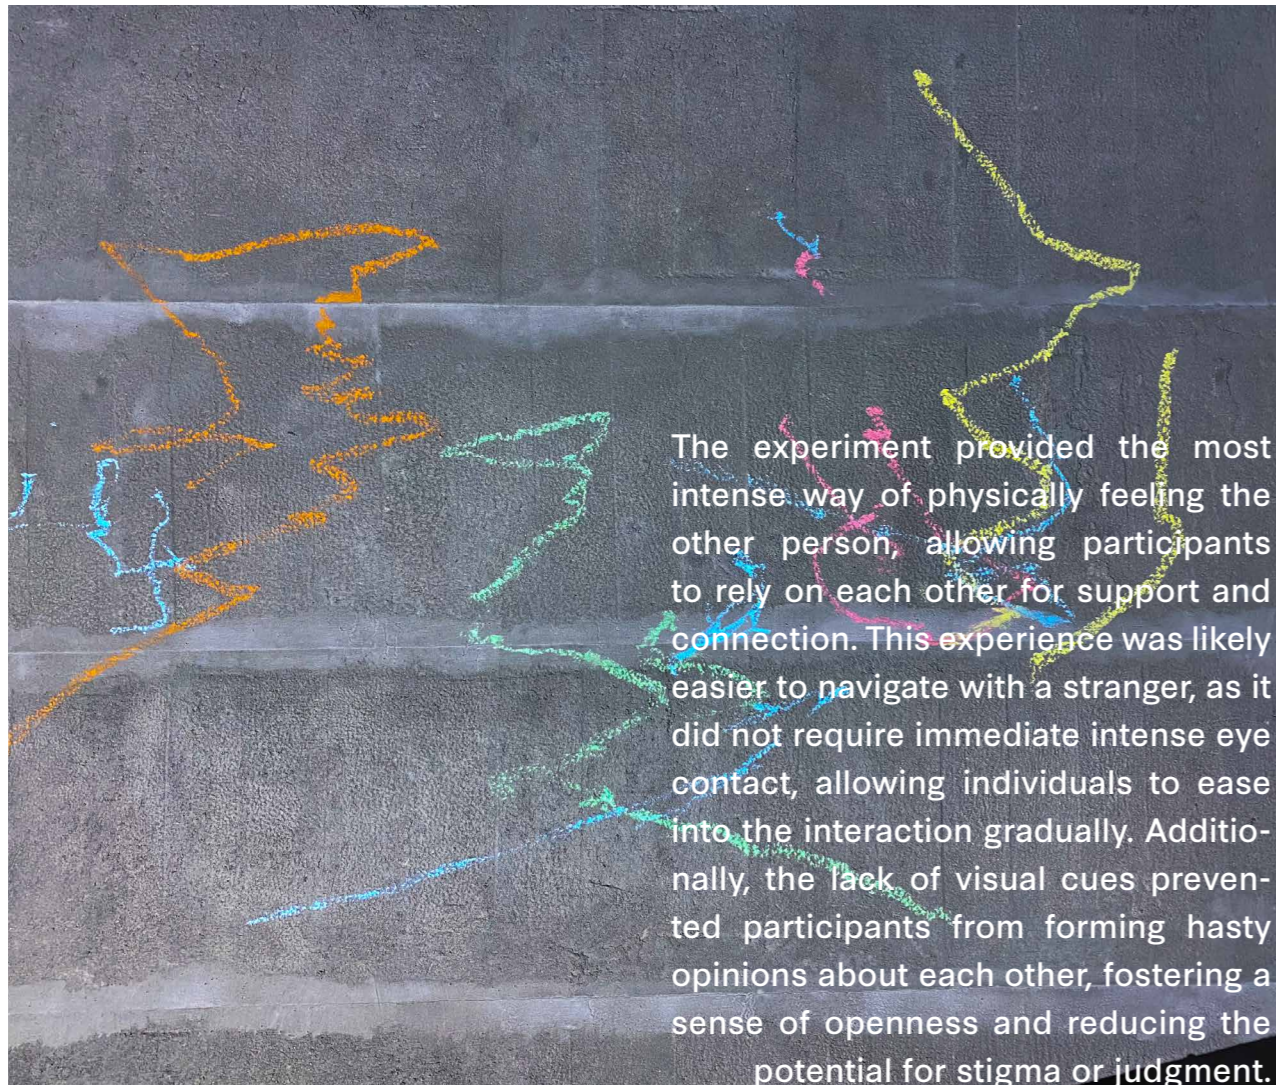 The experiment provided the most
intense way of physically feeling the
other person, allowing participants
to rely on each other for support and
connection. This experience was likely
easier to navigate with a stranger, as it
did not require immediate intense eye
contact, allowing individuals to ease
into the interaction gradually. Additio-
nally, the lack of visual cues preven-
ted participants from forming hasty
opinions about each other, fostering a
sense of openness and reducing the
potential for stigma or judgment.